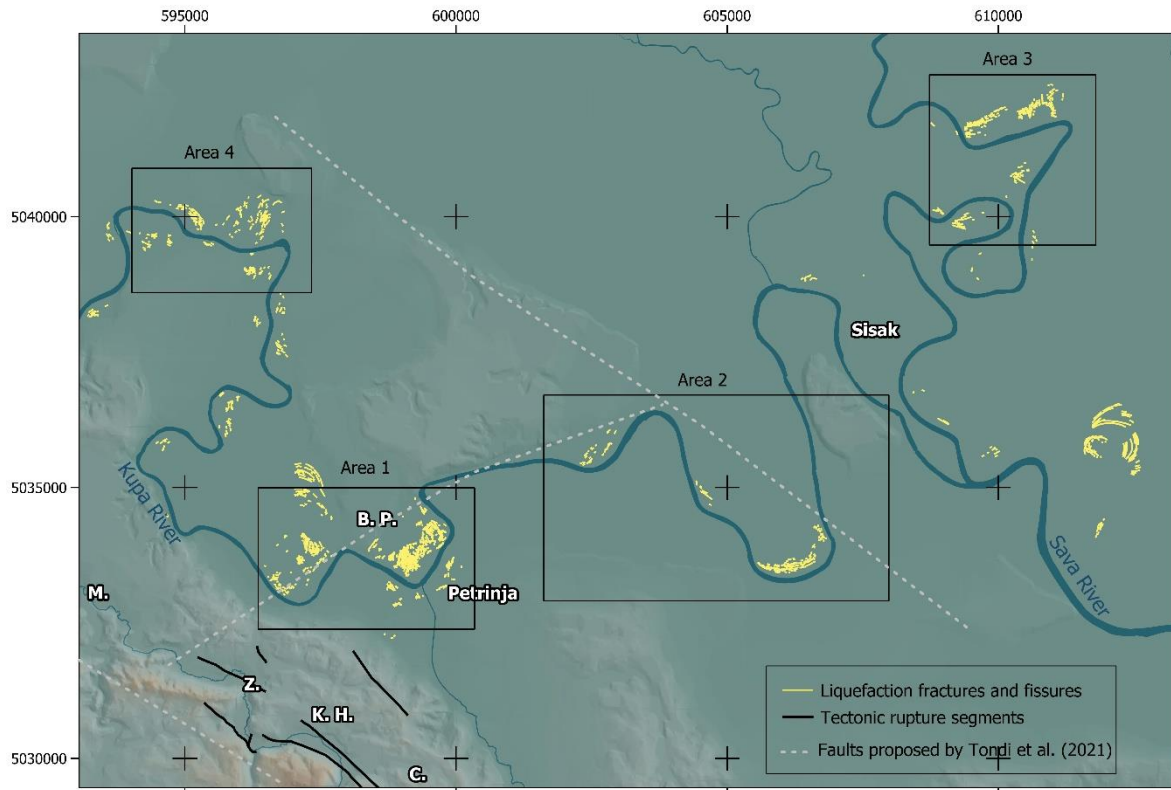 595000
600000
605000
610000
Area 3
Area 4
5040000
Sisak
Area 2
Area 1
5035000
Kupa River
B. P.
Sava River
M.
Petrinja
Z.
K. H.
C.
5030000
Liquefaction fractures and fissures
Tectonic rupture segments
Faults proposed by Tondi et al. (2021)